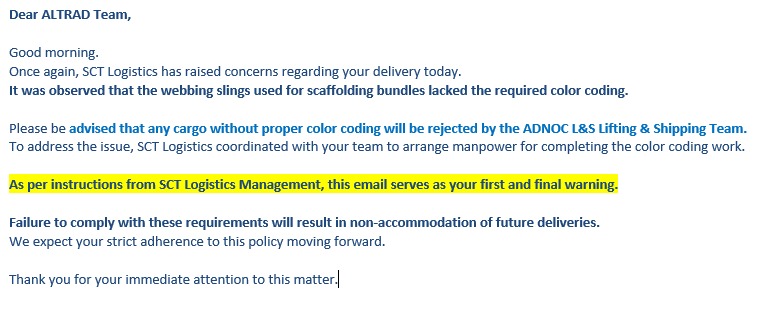 Dear ALTRAD Team,
Good morning.
Once again, SCT Logistics has raised concerns regarding your delivery today.
It was observed that the webbing slings used for scaffolding bundles lacked the required color coding.
Please be advised that any cargo without proper color coding will be rejected by the ADNOC L&S Lifting & Shipping Team.
To address the issue, SCT Logistics coordinated with your team to arrange manpower for completing the color coding work.
As per instructions from SCT Logistics Management, this email serves as your first and final warning.
Failure to comply with these requirements will result in non-accommodation of future deliveries.
We expect your strict adherence to this policy moving forward.
Thank you for your immediate attention to this matter.